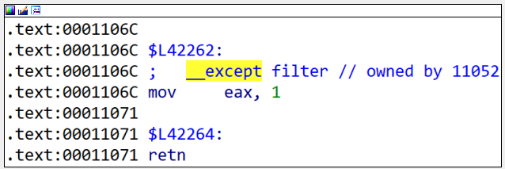 .text:0001106C
.text:0001106C $L42262:
.text:0001106C ;   __except filter // owned by 11052
.text:0001106C mov     eax, 1
.text:00011071
.text:00011071 $L42264:
.text:00011071 retn